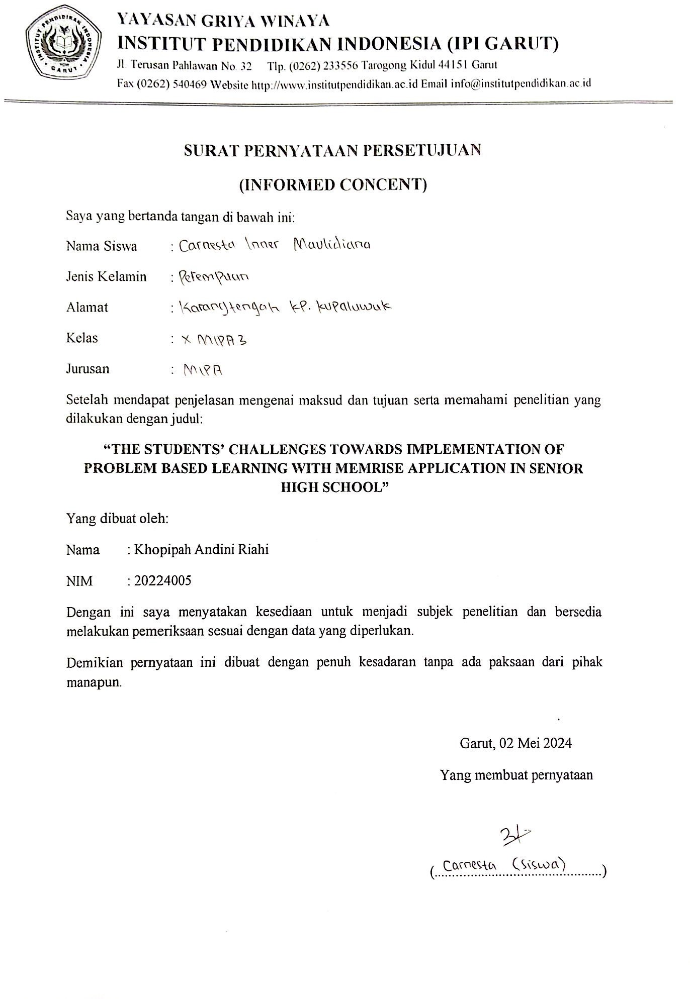 INSTITUT PENDIDIKAN INDONESIA
GARUT
YAYASAN GRIYA WINAYA
INSTITUT PENDIDIKAN INDONESIA (IPI GARUT)
Jl. Terusan Pahlawan No. 32 Tlp. (0262) 233556 Tarogong Kidul 44151 Garut
Fax (0262) 540469 Website http://www.institutpendidikan.ac.id Email info@institutpendidikan.ac.id
SURAT PERNYATAAN PERSETUJUAN
(INFORMED CONCENT)
Saya yang bertanda tangan di bawah ini:
Nama Siswa : Carnesta Inner Maulidiana
Jenis Kelamin : Perempuan
Alamat : Karangtengah kp. kupaluwuk
Kelas : X MIPA 3
Jurusan : MIPA
Setelah mendapat penjelasan mengenai maksud dan tujuan serta memahami penelitian yang
dilakukan dengan judul:
“THE STUDENTS’ CHALLENGES TOWARDS IMPLEMENTATION OF
PROBLEM BASED LEARNING WITH MEMRISE APPLICATION IN SENIOR
HIGH SCHOOL”
Yang dibuat oleh:
Nama : Khopipah Andini Riahi
NIM : 20224005
Dengan ini saya menyatakan kesediaan untuk menjadi subjek penelitian dan bersedia
melakukan pemeriksaan sesuai dengan data yang diperlukan.
Demikian pernyataan ini dibuat dengan penuh kesadaran tanpa ada paksaan dari pihak
manapun.
Garut, 02 Mei 2024
Yang membuat pernyataan
(Carnesta (siswa))